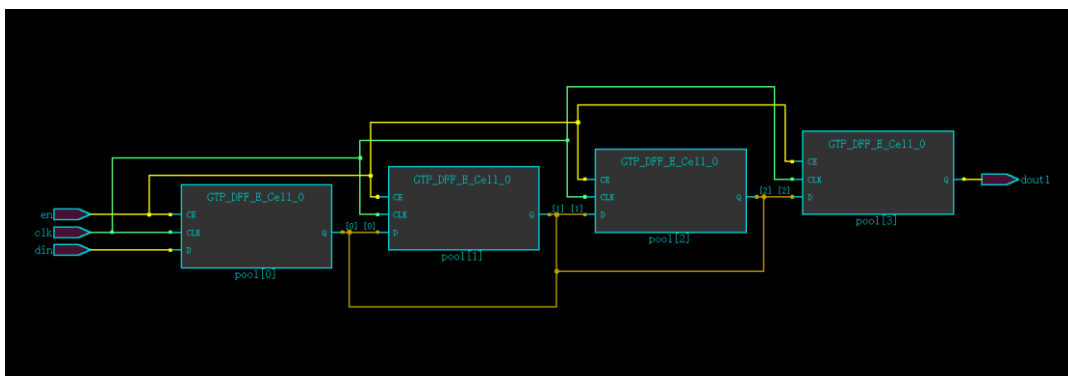 en
clk
din
GTP_DFF_E_Cell_0
CE
CLK
D
Q
pool[0]
[0] [0]
GTP_DFF_E_Cell_0
CE
CLK
D
Q
pool[1]
[1] [1]
GTP_DFF_E_Cell_0
CE
CLK
D
Q
pool[2]
[2] [2]
GTP_DFF_E_Cell_0
CE
CLK
D
Q
pool[3]
dout1